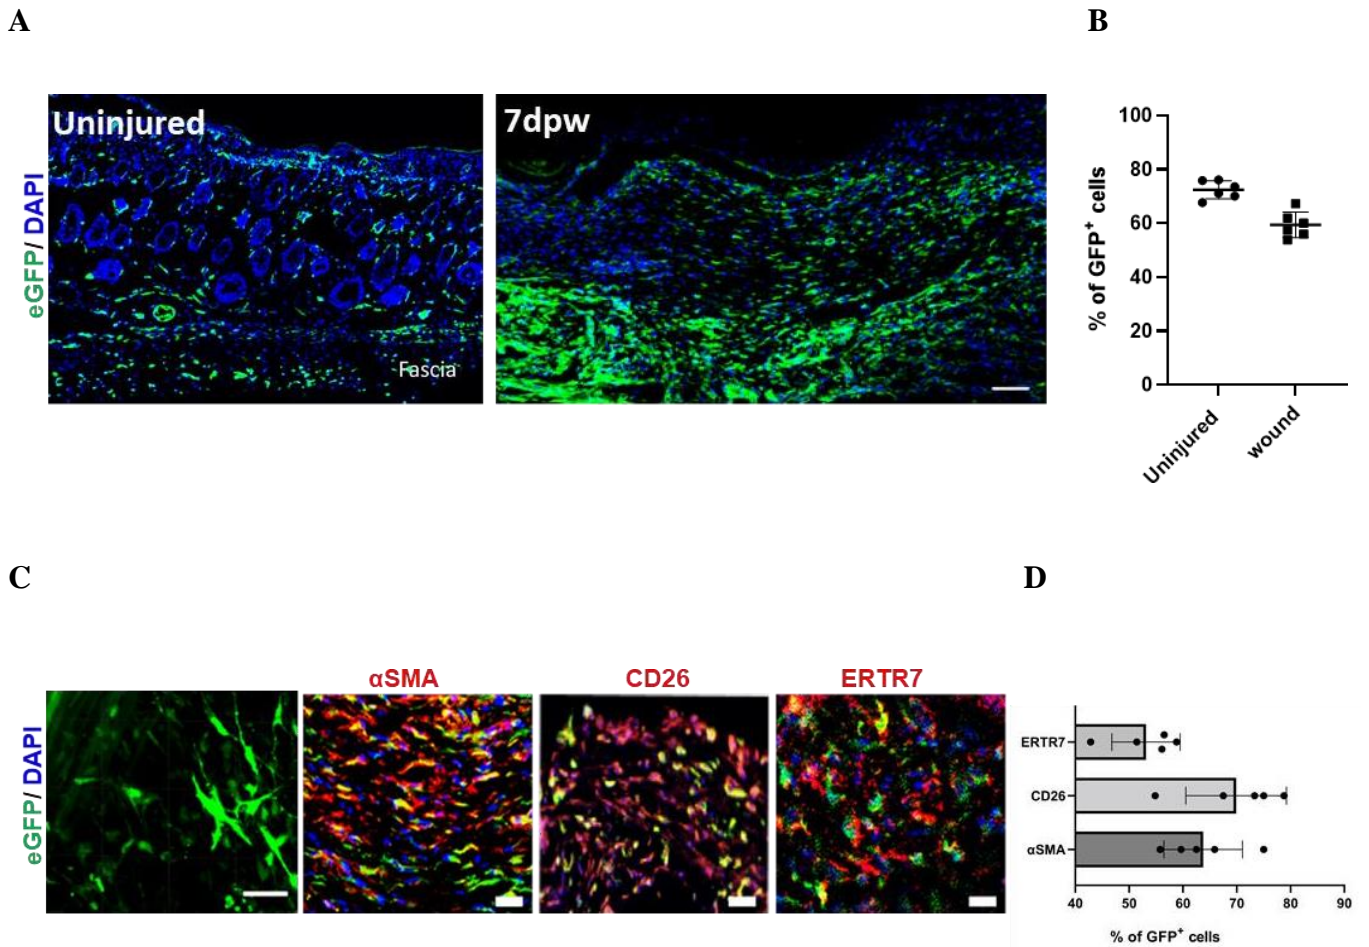 A
B
Uninjured
7dpw
eGFP/ DAPI
Fascia
100
80
60
40
20
0
% of GFP⁺ cells
Uninjured
wound
C
D
αSMA
CD26
ERTR7
eGFP/ DAPI
ERTR7
CD26
αSMA
40 50 60 70 80 90
% of GFP⁺ cells